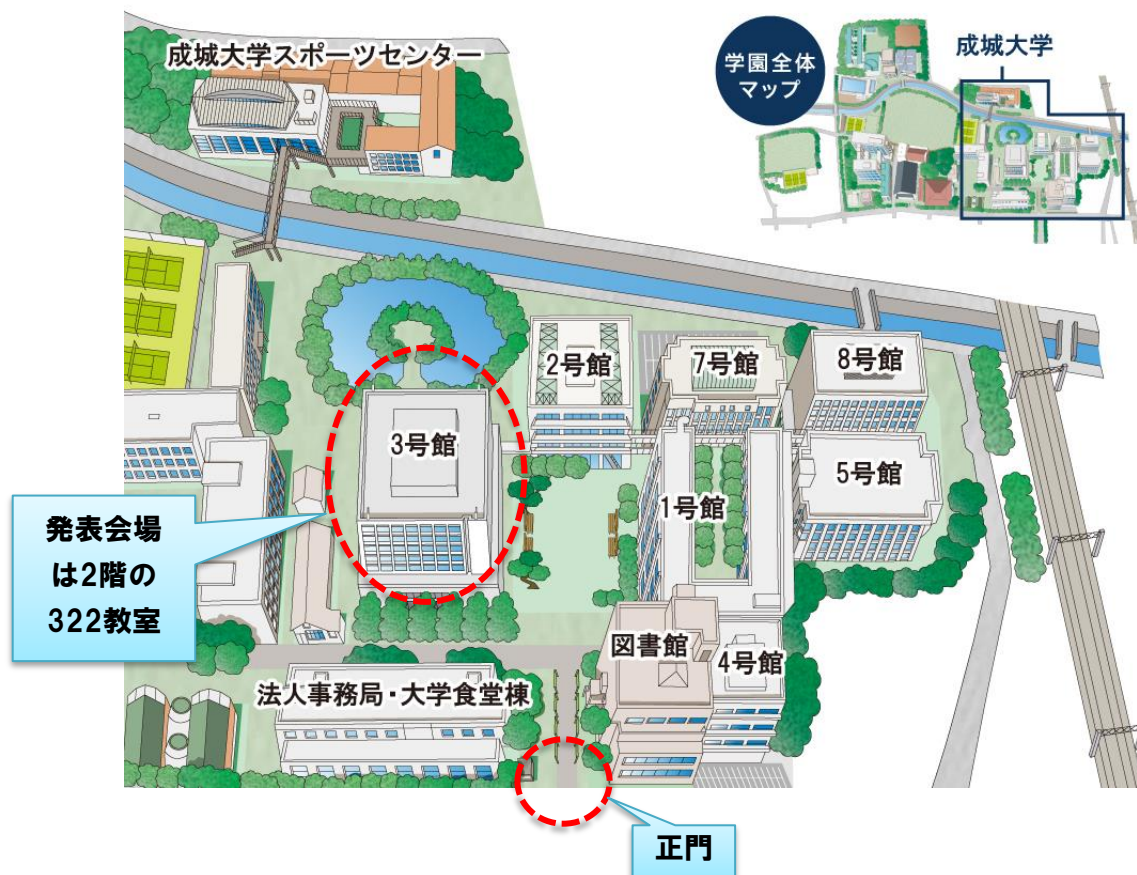 成城大学スポーツセンター
学園全体
マップ
成城大学
2号館
7号館
8号館
3号館
5号館
1号館
発表会場
は2階の
322教室
図書館
4号館
法人事務局・大学食堂棟
正門